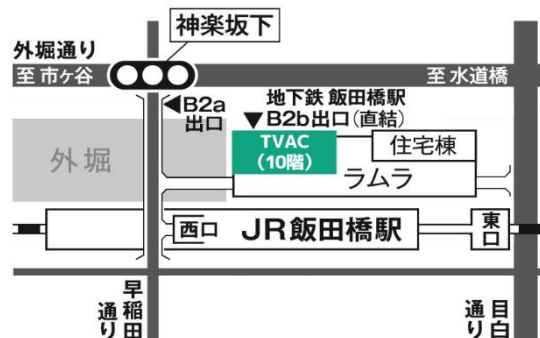 神楽坂下
外堀通り
至 市ヶ谷
至 水道橋
◀B2a
出口
地下鉄 飯田橋駅
▼B2b出口(直結)
TVAC
(10階)
住宅棟
外堀
ラムラ
西口
JR飯田橋駅
東口
早稲田
通り
目白
通り